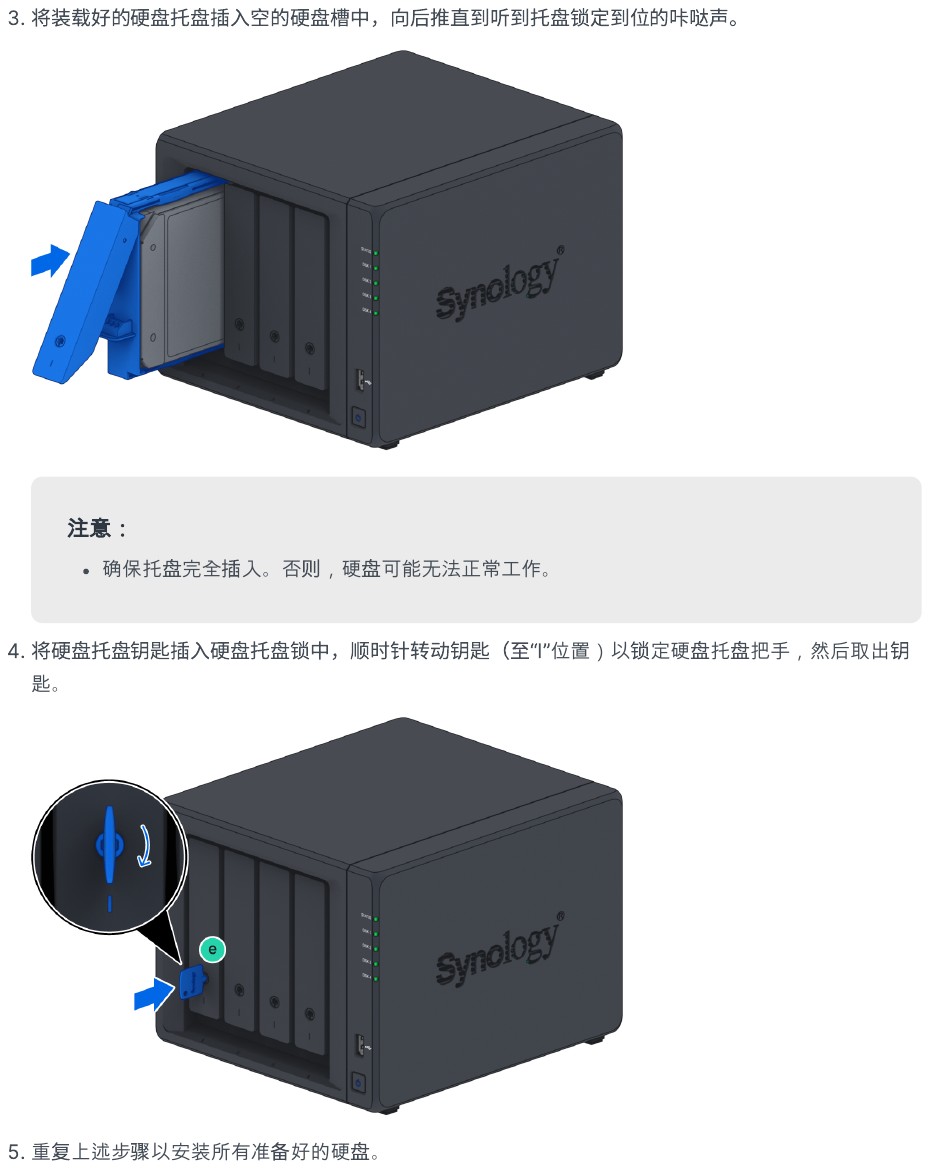 3. 将装载好的硬盘托盘插入空的硬盘槽中，向后推直到听到托盘锁定到位的咔哒声。
Synology®
注意：
• 确保托盘完全插入。否则，硬盘可能无法正常工作。
4. 将硬盘托盘钥匙插入硬盘托盘锁中，顺时针转动钥匙（至“I”位置）以锁定硬盘托盘把手，然后取出钥
匙。
e
Synology®
5. 重复上述步骤以安装所有准备好的硬盘。